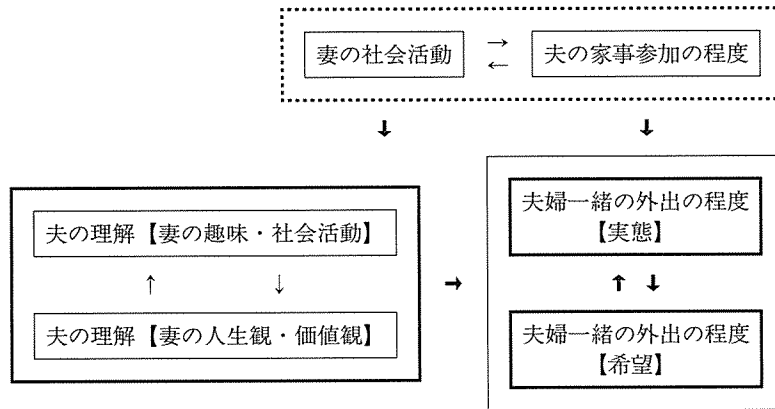 妻の社会活動
→
←
夫の家事参加の程度
↓
↓
夫の理解【妻の趣味・社会活動】
↑
↓
夫の理解【妻の人生観・価値観】
→
夫婦一緒の外出の程度
【実態】
↑ ↓
夫婦一緒の外出の程度
【希望】